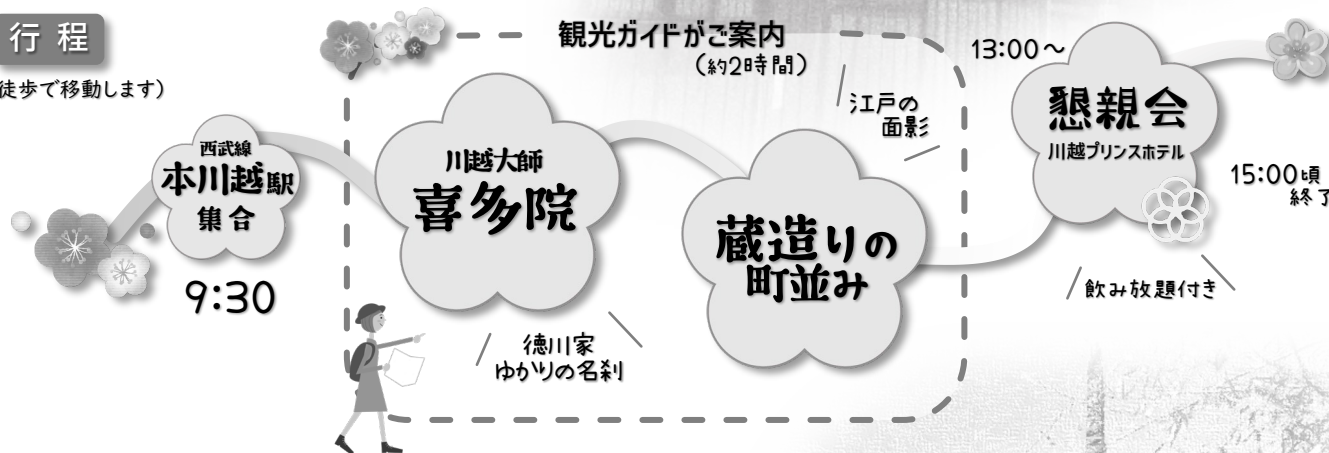 行程
徒歩で移動します)
西武線
本川越駅
集合
9:30
観光ガイドがご案内
(約2時間)
川越大師
喜多院
徳川家
ゆかりの名刹
江戸の
面影
蔵造りの
町並み
13:00~
懇親会
川越プリンスホテル
飲み放題付き
15:00頃
終了